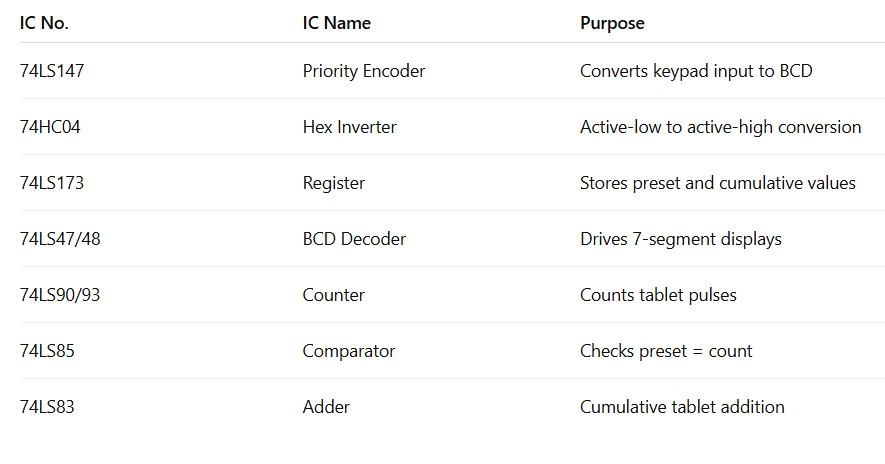 IC No. IC Name Purpose
74LS147 Priority Encoder Converts keypad input to BCD
74HC04 Hex Inverter Active-low to active-high conversion
74LS173 Register Stores preset and cumulative values
74LS47/48 BCD Decoder Drives 7-segment displays
74LS90/93 Counter Counts tablet pulses
74LS85 Comparator Checks preset = count
74LS83 Adder Cumulative tablet addition